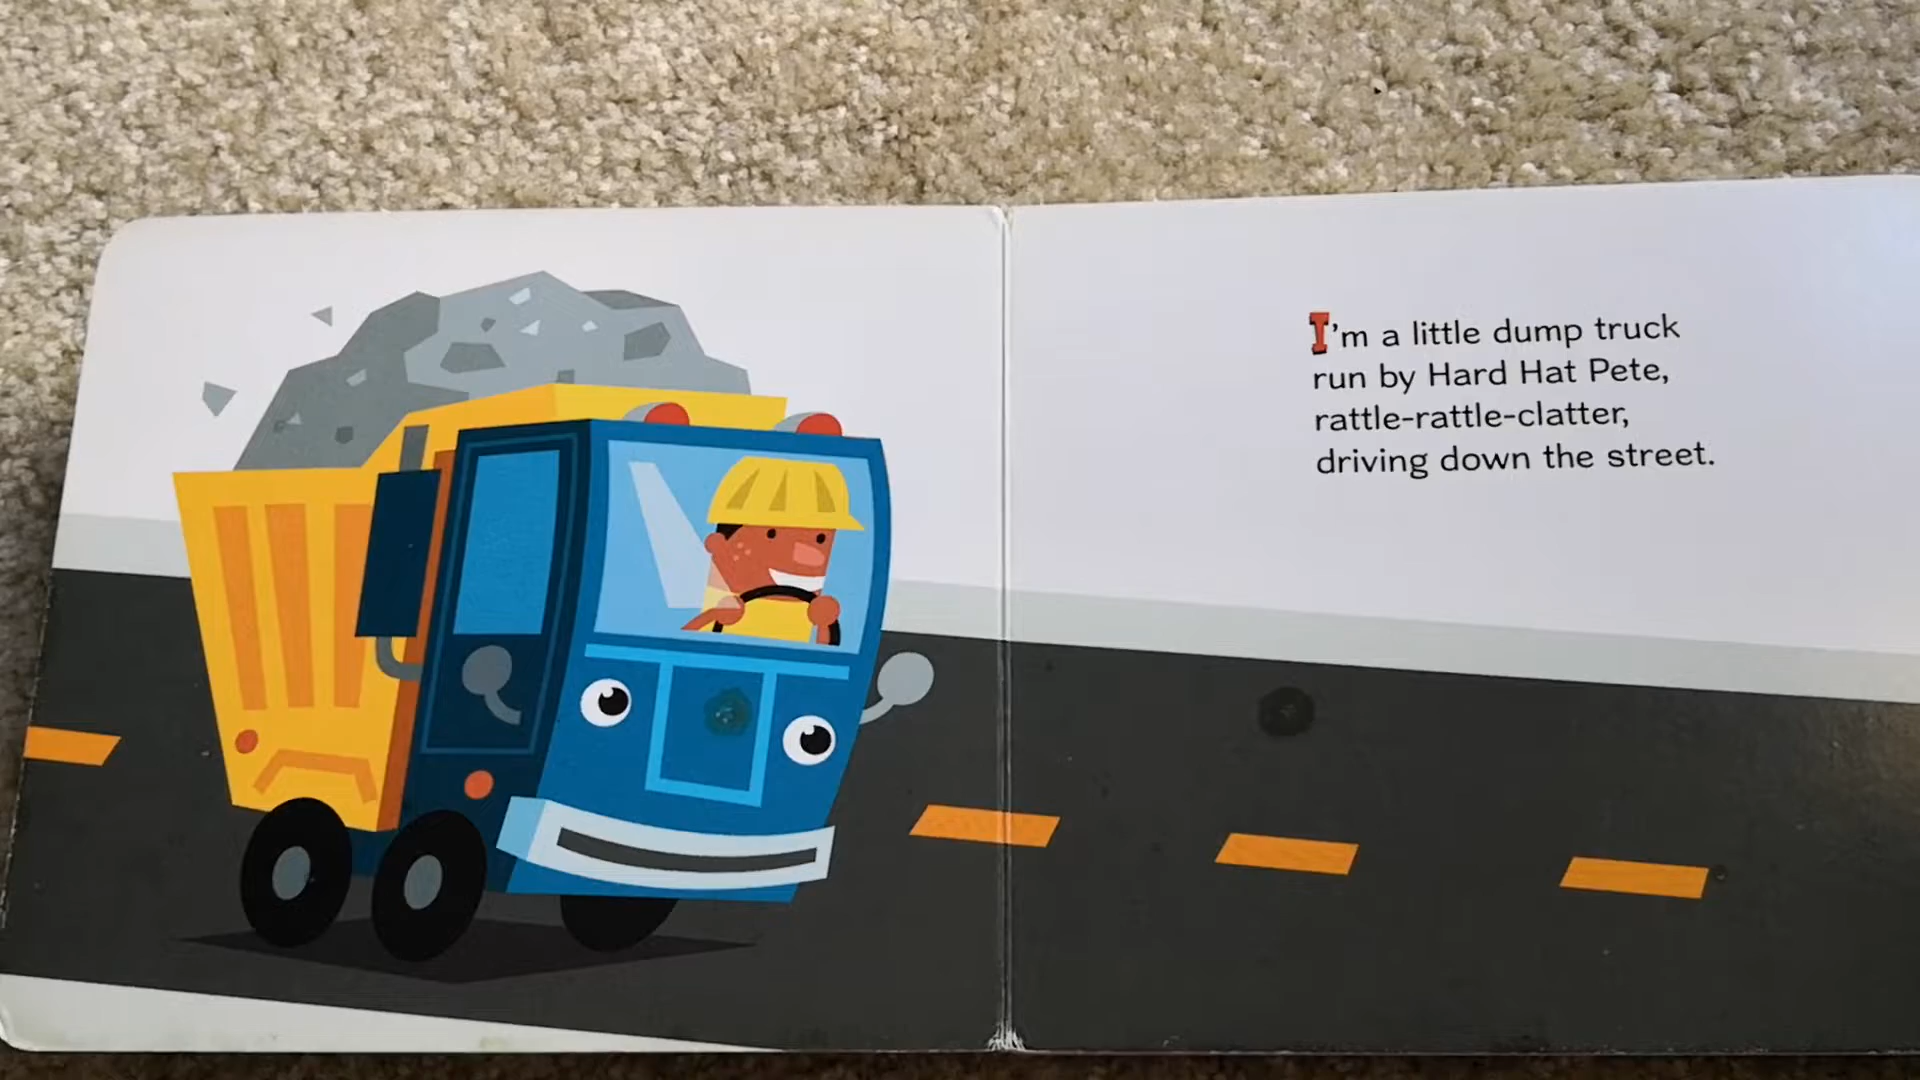 I'm a little dump truck
run by Hard Hat Pete,
rattle-rattle-clatter,
driving down the street.